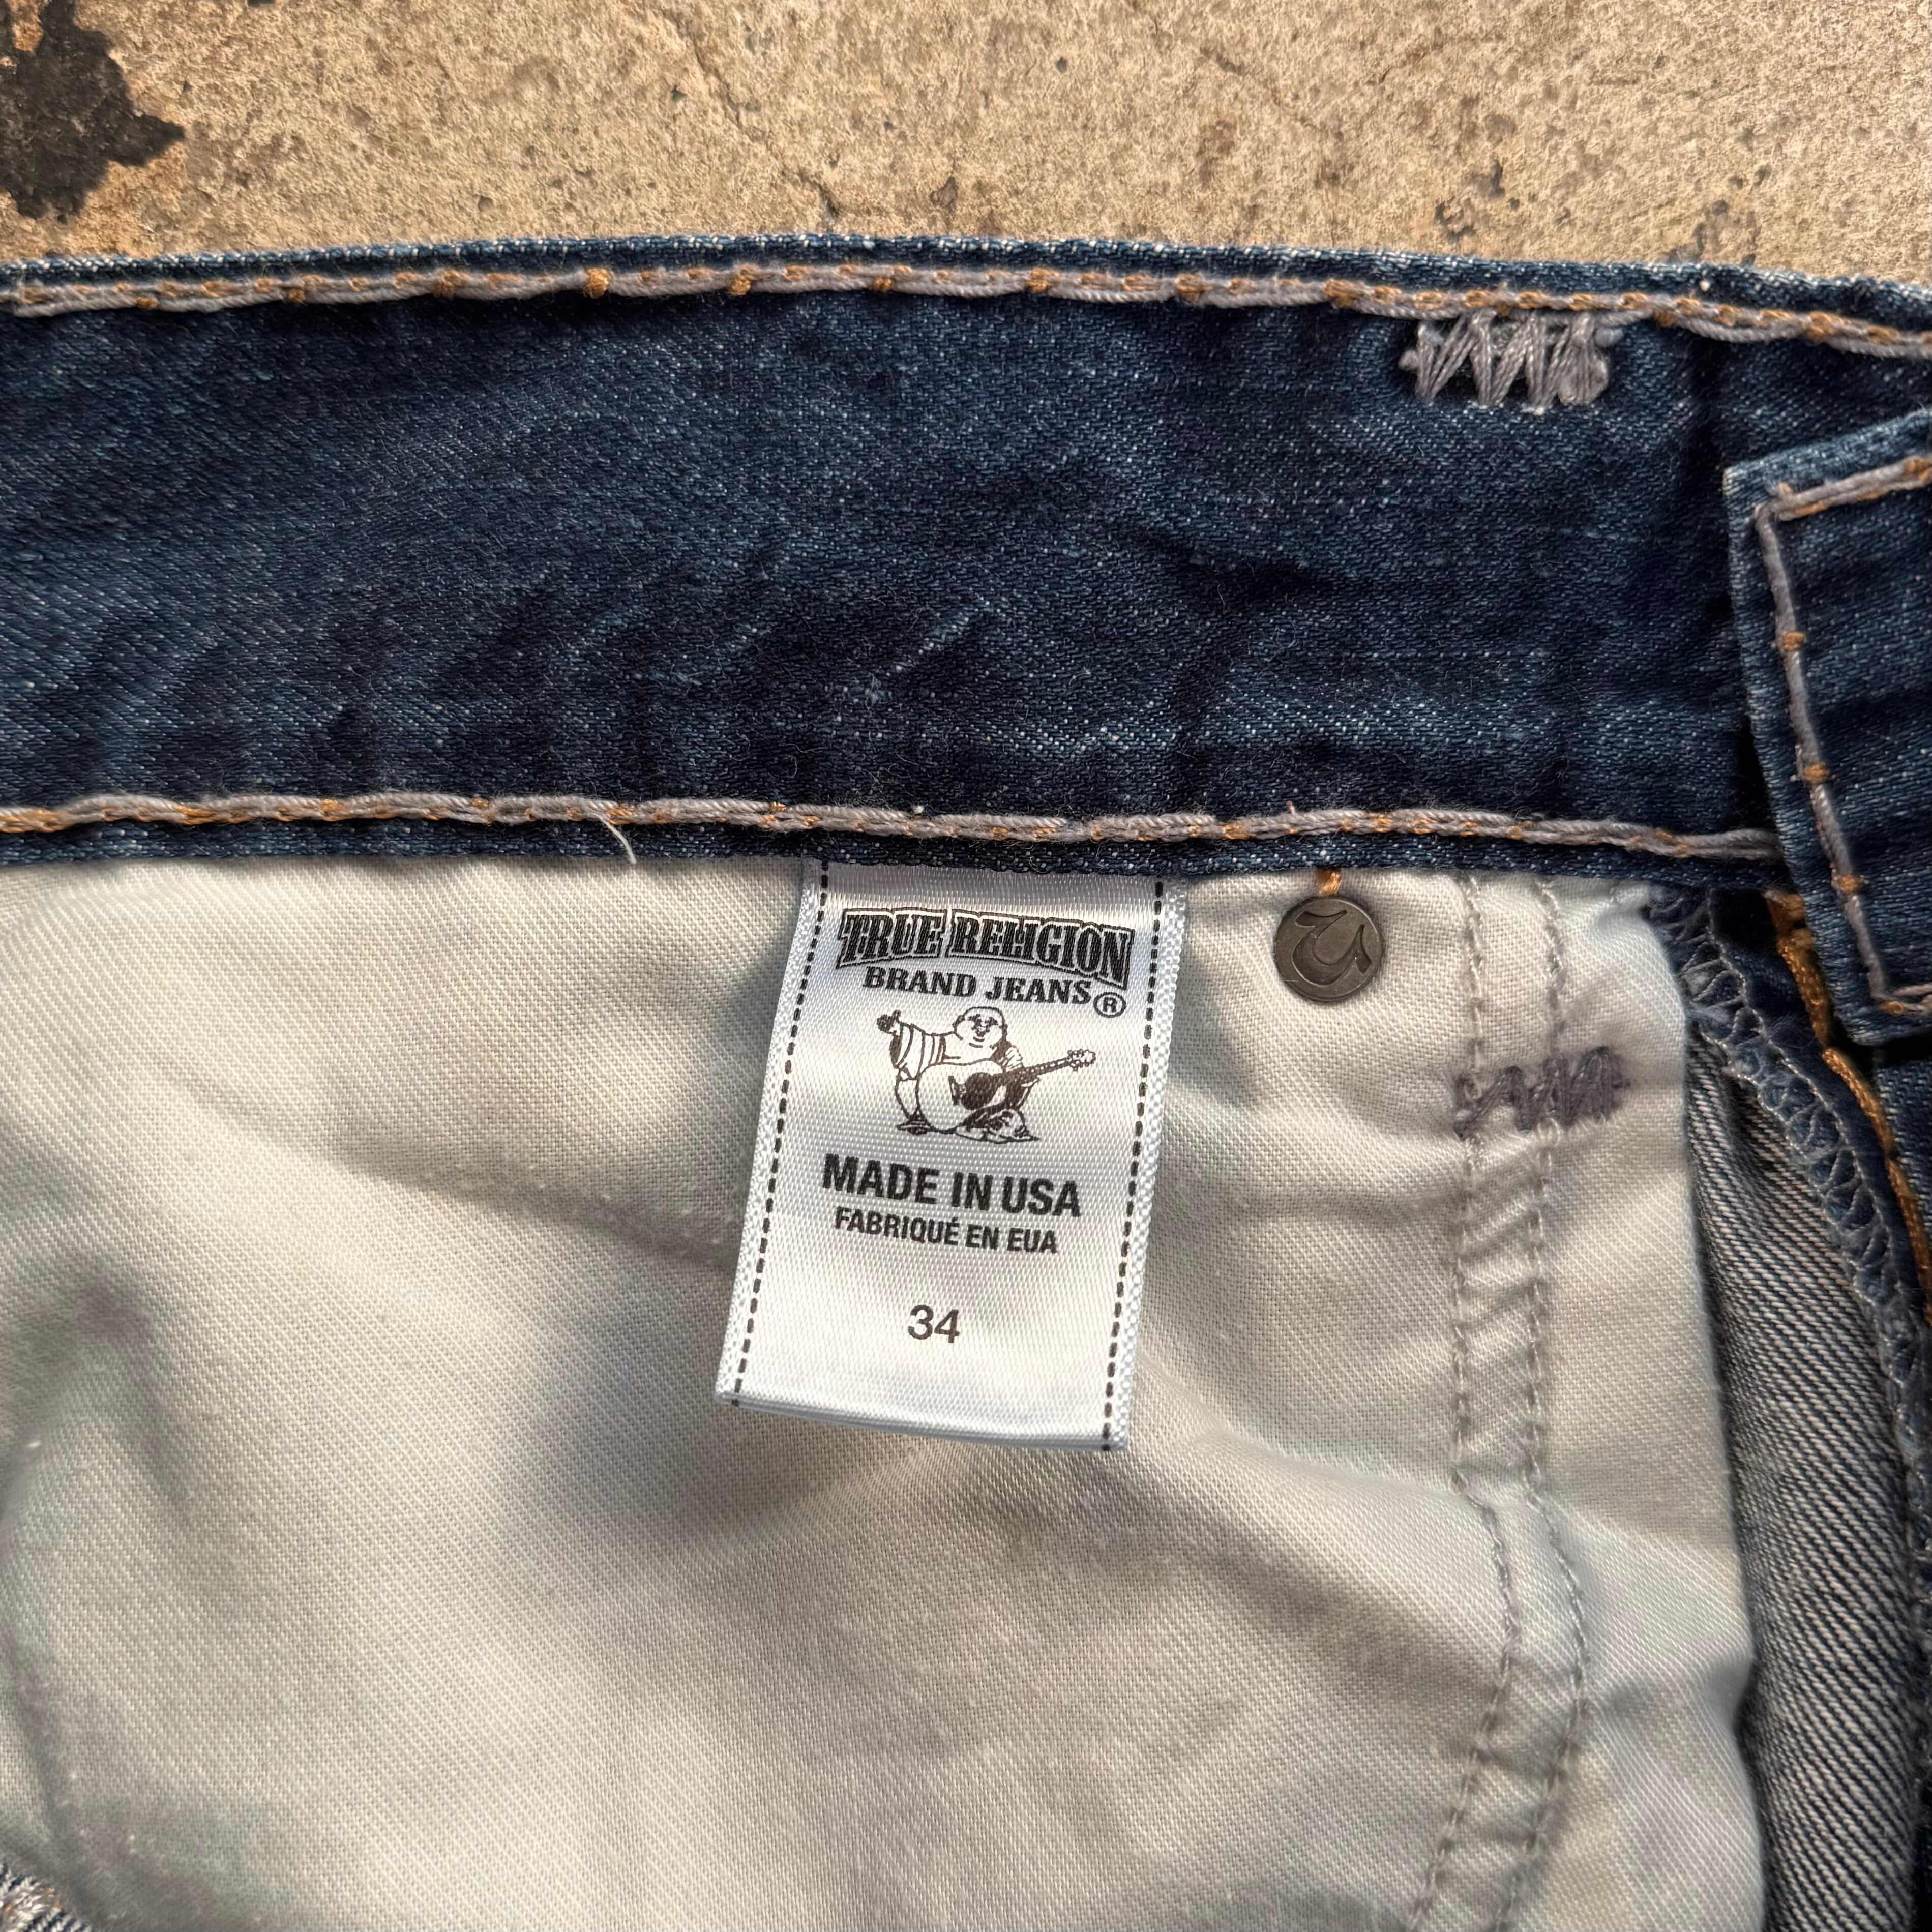 TRUE RELIGION
BRAND JEANS®
MADE IN USA
FABRIQUÉ EN EUA
34